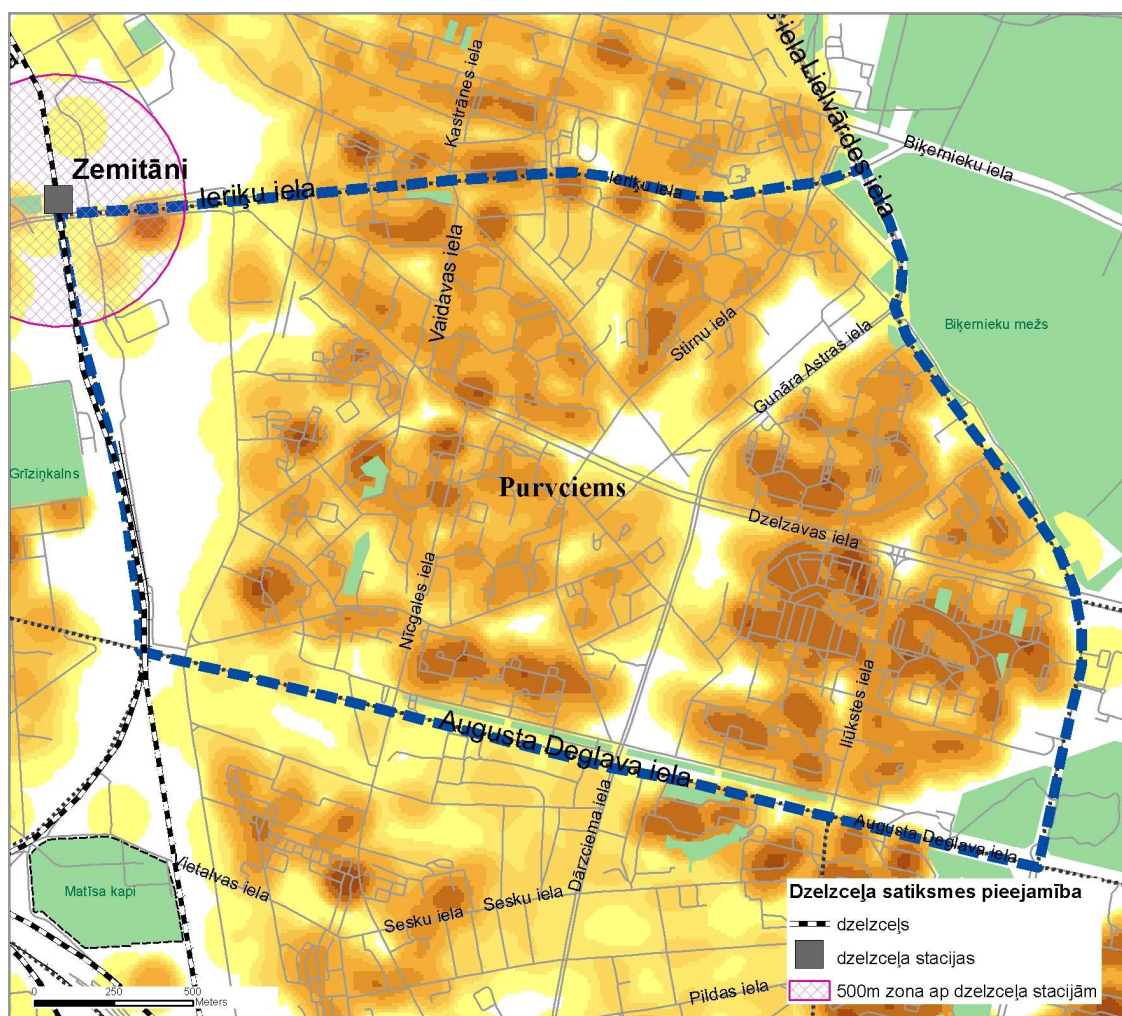 Kastrānes iela
s iela
Lielvārdes iela
Biķernieku iela
Zemitāni
Ieriķu iela
Ieriķu iela
Vaidavas iela
Stirnu iela
Gunāra Astras iela
Biķernieku mežs
Grīziņkalns
Purvciems
Dzelzavas iela
Nīcgales iela
Ilūkstes iela
Augusta Deglava iela
Augusta Deglava iela
Dārzciema iela
Vietalvas iela
Matīsa kapi
Sesku iela
Sesku iela
Pildas iela
Dzelzceļa satiksmes pieejamība
dzelzceļš
dzelzceļa stacijas
500m zona ap dzelzceļa stacijām
0 250 500
Meters